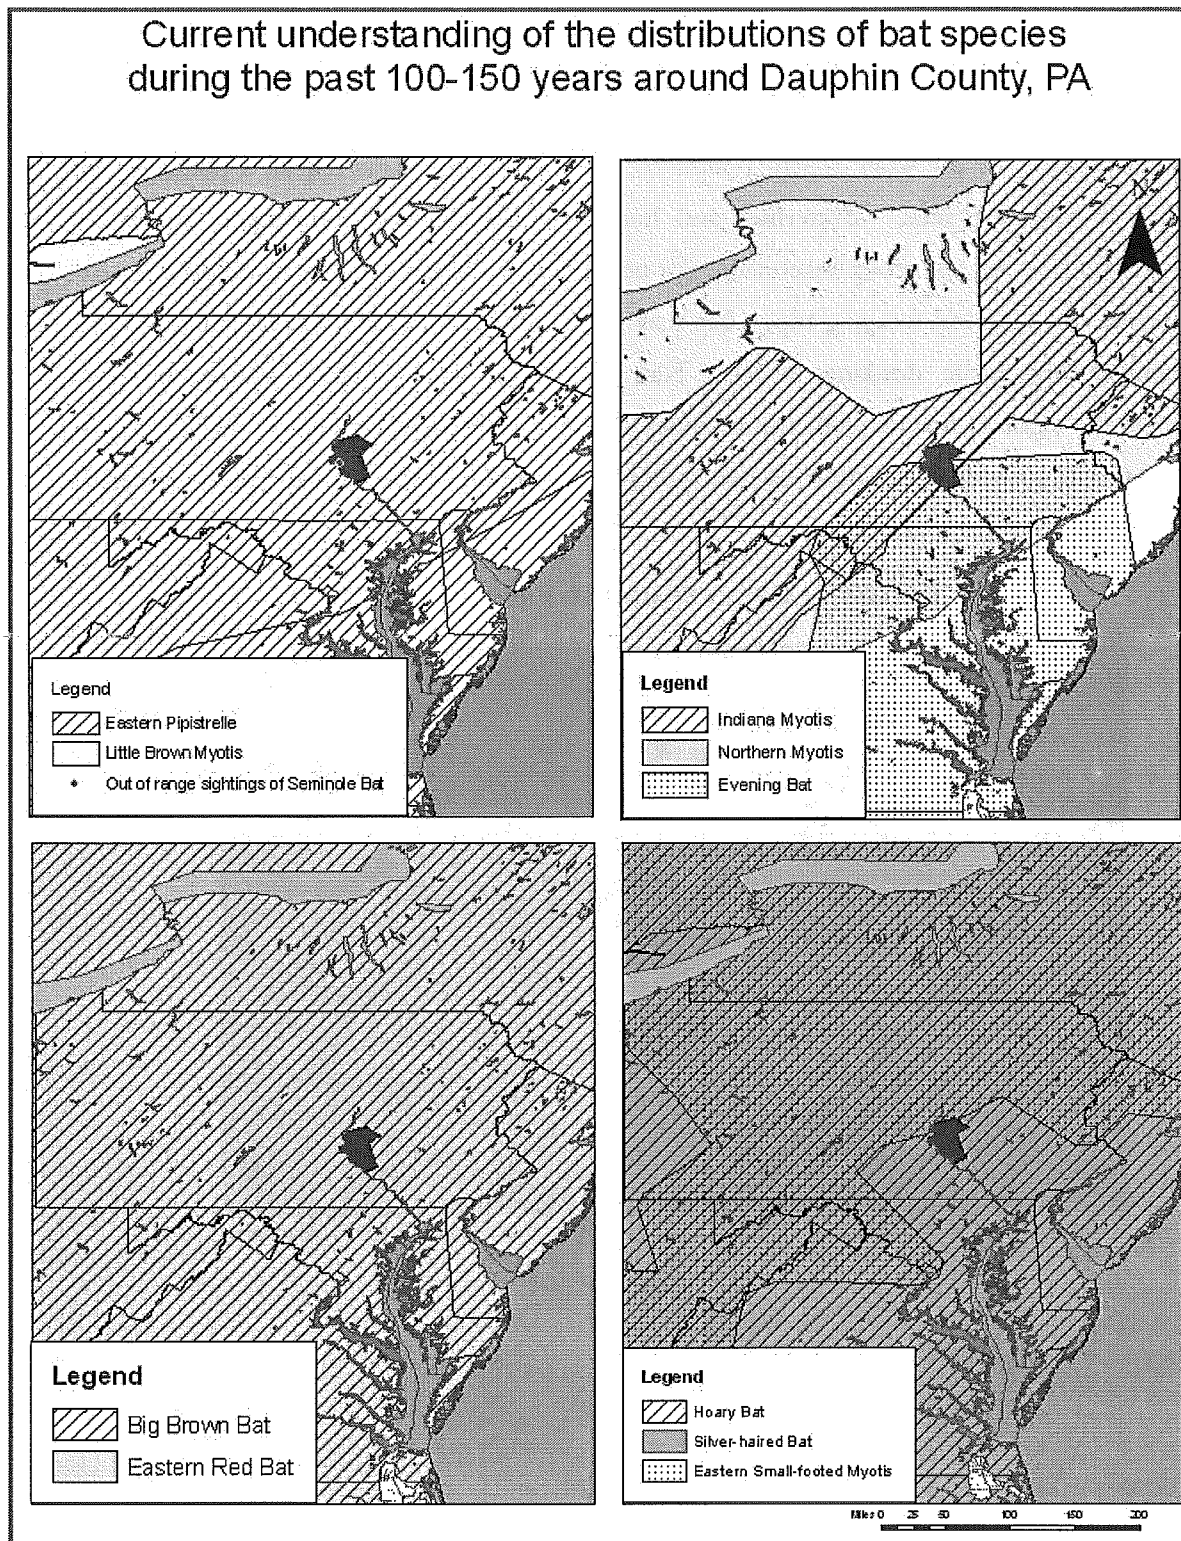 Current understanding of the distributions of bat species
during the past 100-150 years around Dauphin County, PA
Legend
Eastern Pipistrelle
Little Brown Myotis
Out of range sightings of Seminole Bat
N
Legend
Indiana Myotis
Northern Myotis
Evening Bat
Legend
Big Brown Bat
Eastern Red Bat
Legend
Hoary Bat
Silver-haired Bat
Eastern Small-footed Myotis
Miles 0 25 50 100 150 200